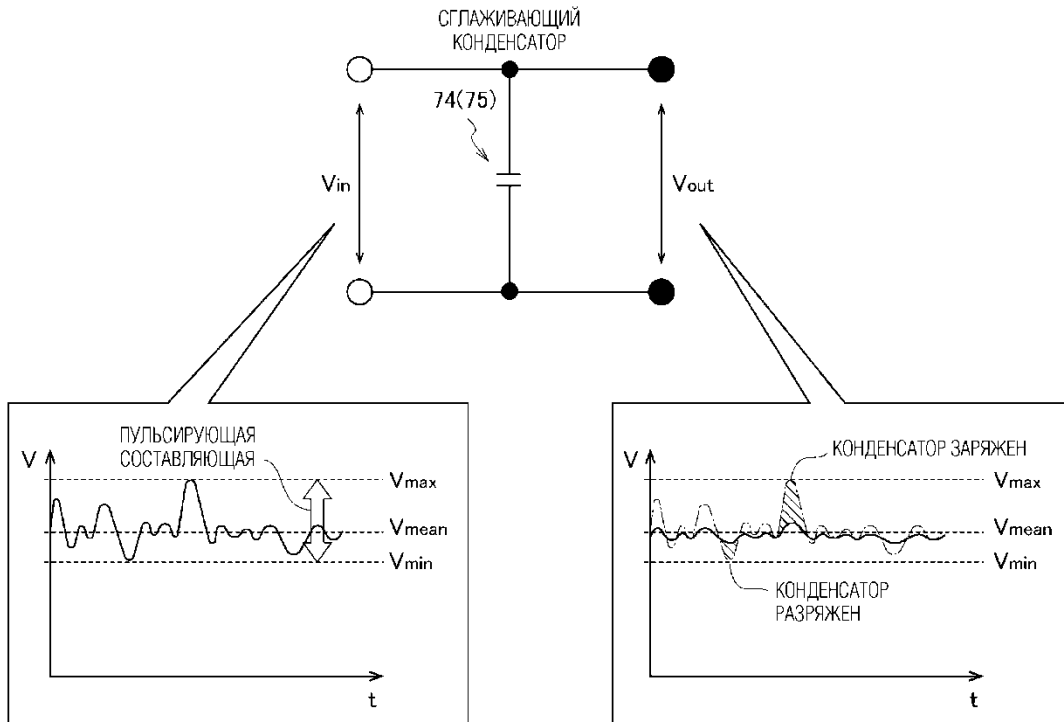 СГЛАЖИВАЮЩИЙ
КОНДЕНСАТОР
74(75)
Vin
Vout
ПУЛЬСИРУЮЩАЯ
СОСТАВЛЯЮЩАЯ
V
Vmax
Vmean
Vmin
t
КОНДЕНСАТОР ЗАРЯЖЕН
V
Vmax
Vmean
Vmin
КОНДЕНСАТОР
РАЗРЯЖЕН
t